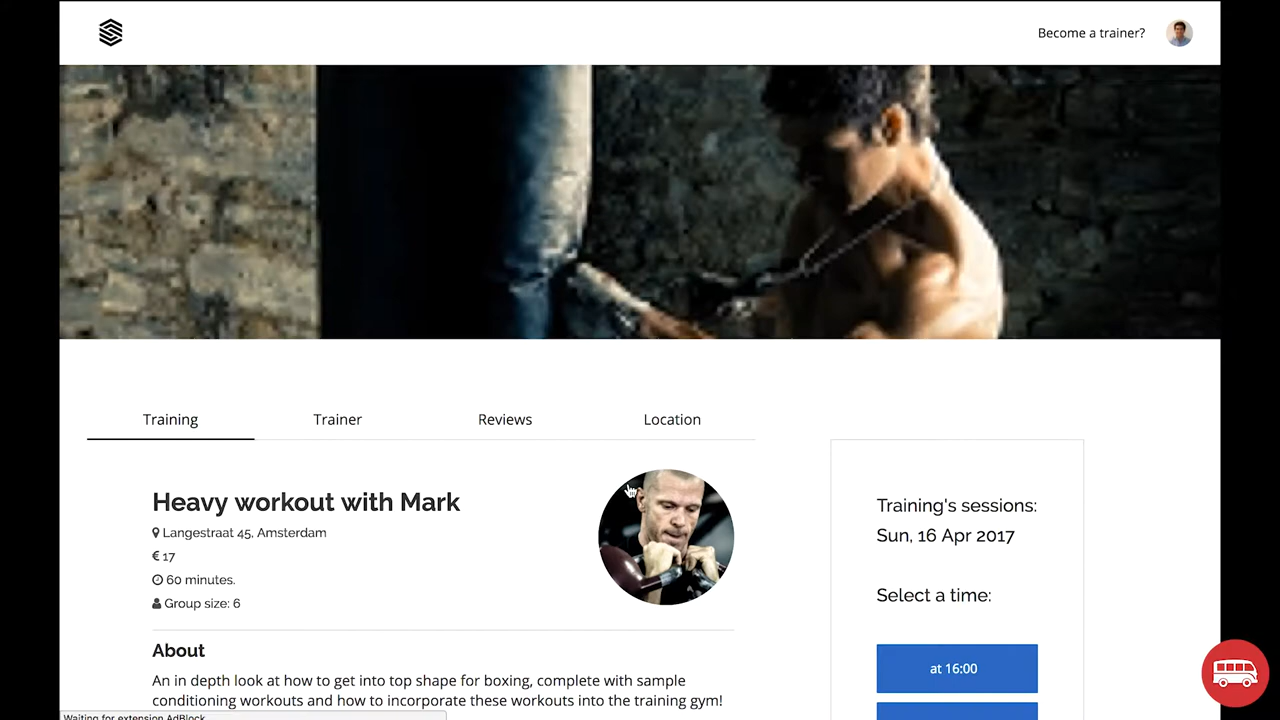 Become a trainer?
Training
Trainer
Reviews
Location
Heavy workout with Mark
Langestraat 45, Amsterdam
€ 17
60 minutes.
Group size: 6
About
An in depth look at how to get into top shape for boxing, complete with sample
conditioning workouts and how to incorporate these workouts into the training gym!
Training's sessions:
Sun, 16 Apr 2017
Select a time:
at 16:00
Waiting for extension AdBlock